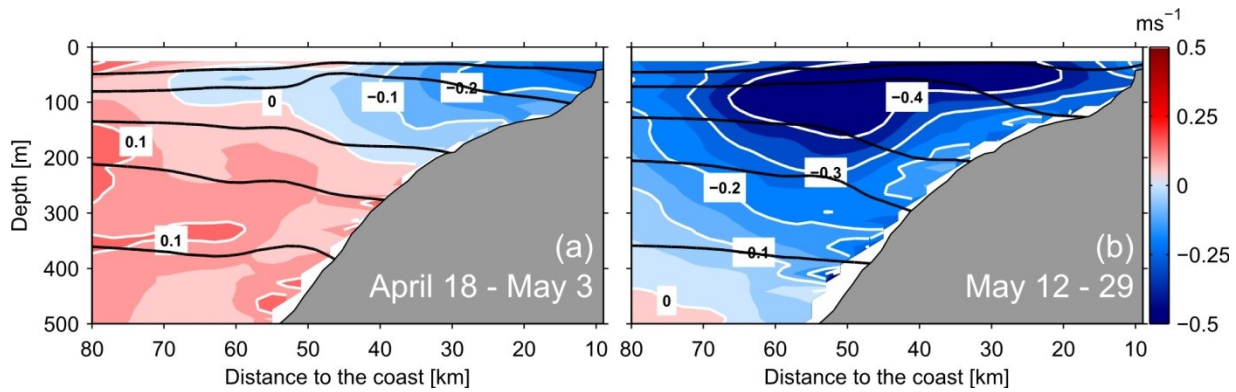 ms⁻¹
0
100
200
300
400
500
Depth [m]
0
−0.1
−0.2
0.1
0.1
(a)
April 18 - May 3
80 70 60 50 40 30 20 10
Distance to the coast [km]
−0.4
−0.3
−0.2
−0.1
0
(b)
May 12 - 29
80 70 60 50 40 30 20 10
Distance to the coast [km]
0.5
0.25
0
−0.25
−0.5